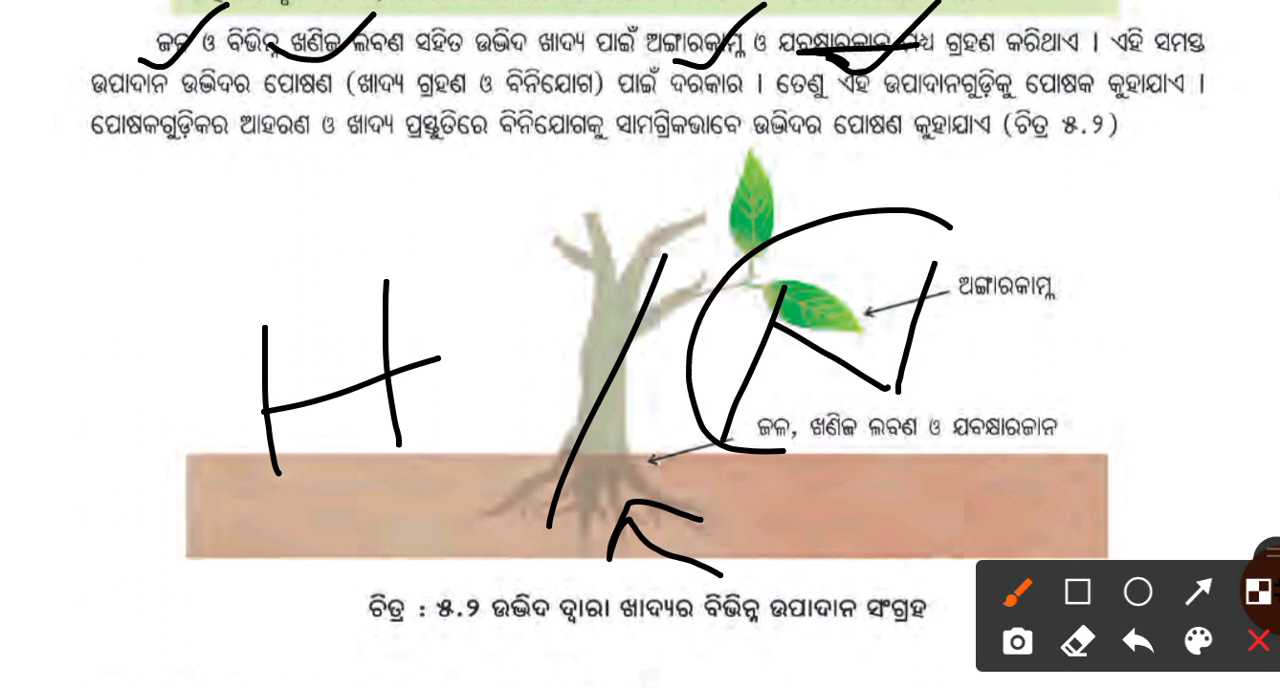 ଜଳ ଓ ବିଭିନ୍ନ ଖଣିଜ ଲବଣ ସହିତ ଉଦ୍ଭିଦ ଖାଦ୍ୟ ପାଇଁ ଅଙ୍ଗାରକାମ୍ଳ ଓ ଯବକ୍ଷାରଜାନ ମଧ୍ୟ ଗ୍ରହଣ କରିଥାଏ । ଏହି ସମସ୍ତ
ଉପାଦାନ ଉଦ୍ଭିଦର ପୋଷଣ (ଖାଦ୍ୟ ଗ୍ରହଣ ଓ ବିନିଯୋଗ) ପାଇଁ ଦରକାର । ତେଣୁ ଏହି ଉପାଦାନଗୁଡ଼ିକୁ ପୋଷକ କୁହାଯାଏ ।
ପୋଷକଗୁଡ଼ିକର ଆହରଣ ଓ ଖାଦ୍ୟ ପ୍ରସ୍ତୁତିରେ ବିନିଯୋଗକୁ ସାମଗ୍ରିକଭାବେ ଉଦ୍ଭିଦର ପୋଷଣ କୁହାଯାଏ (ଚିତ୍ର ୫.୨)
ଅଙ୍ଗାରକାମ୍ଳ
H
C
N
ଜଳ, ଖଣିଜ ଲବଣ ଓ ଯବକ୍ଷାରଜାନ
ଚିତ୍ର : ୫.୨ ଉଦ୍ଭିଦ ଦ୍ୱାରା ଖାଦ୍ୟର ବିଭିନ୍ନ ଉପାଦାନ ସଂଗ୍ରହ